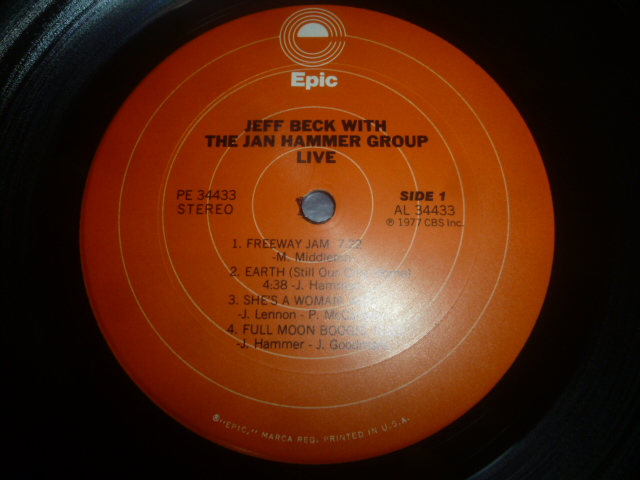 Epic
JEFF BECK WITH
THE JAN HAMMER GROUP
LIVE
PE 34433
STEREO
SIDE 1
AL 34433
℗ 1977 CBS Inc.
1. FREEWAY JAM 7:22
-M. Middleton-
2. EARTH (Still Our Only Home)
4:38 -J. Hammer
3. SHE'S A WOMAN
-J. Lennon - P.
4. FULL MOON BOOGIE
-J. Hammer - J. Goodman
®"EPIC," MARCA REG. PRINTED IN U.S.A.